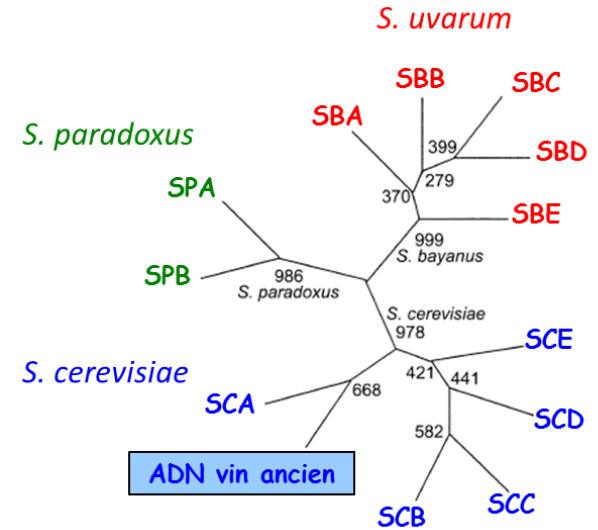 S. uvarum
SBB
SBC
SBA
S. paradoxus
399
SBD
SPA
370
279
SBE
999
S. bayanus
SPB
986
S. paradoxus
S. cerevisiae
978
SCE
S. cerevisiae
421
441
668
SCA
SCD
582
ADN vin ancien
SCC
SCB